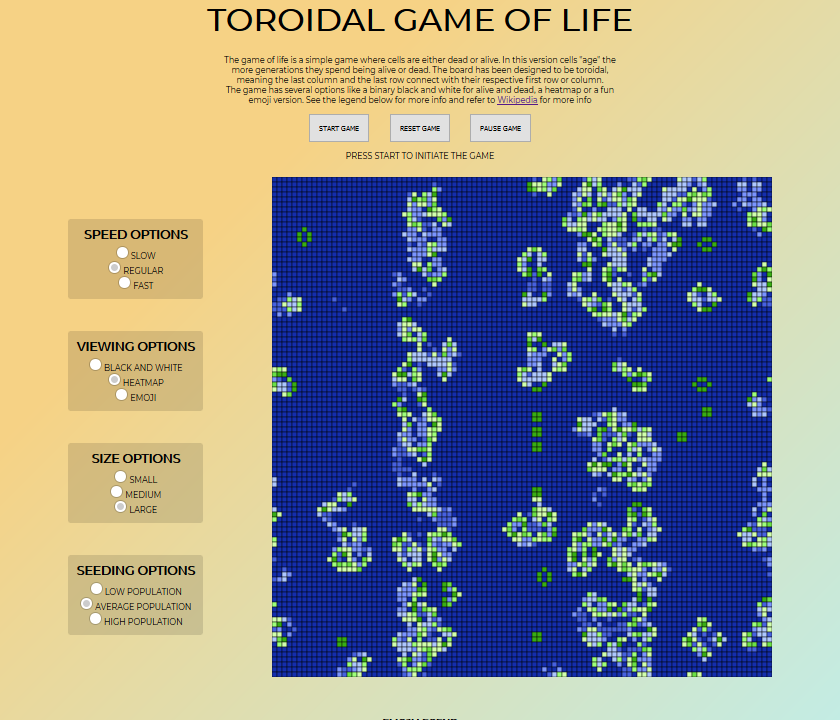 TOROIDAL GAME OF LIFE
The game of life is a simple game where cells are either dead or alive. In this version cells "age" the
more generations they spend being alive or dead. The board has been designed to be toroidal,
meaning the last column and the last row connect with their respective first row or column.
The game has several options like a binary black and white for alive and dead, a heatmap or a fun
emoji version. See the legend below for more info and refer to Wikipedia for more info
START GAME
RESET GAME
PAUSE GAME
PRESS START TO INITIATE THE GAME
SPEED OPTIONS
SLOW
REGULAR
FAST
VIEWING OPTIONS
BLACK AND WHITE
HEATMAP
EMOJI
SIZE OPTIONS
SMALL
MEDIUM
LARGE
SEEDING OPTIONS
LOW POPULATION
AVERAGE POPULATION
HIGH POPULATION